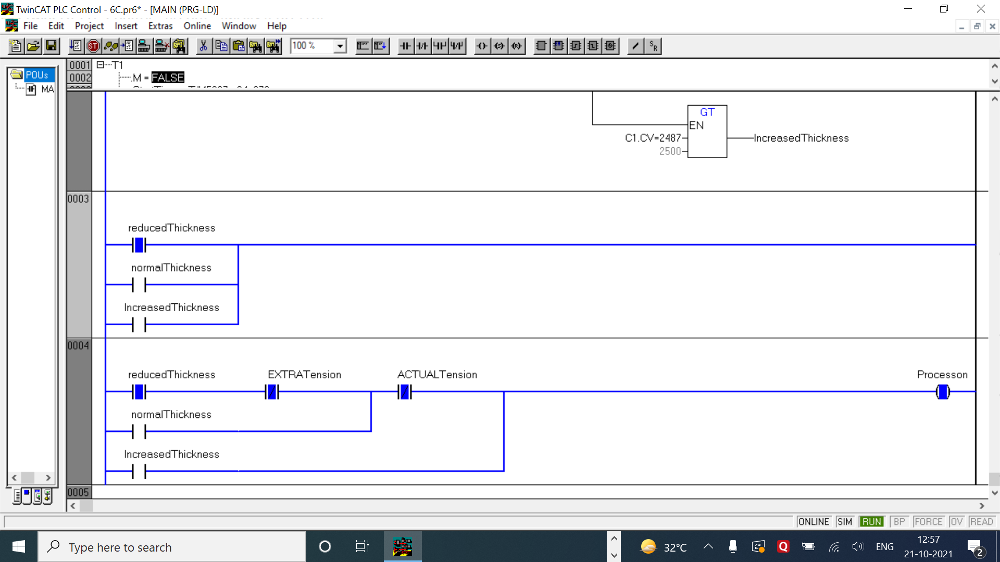 TwinCAT PLC Control - 6C.pr6* - [MAIN (PRG-LD)]
File Edit Project Insert Extras Online Window Help
ST
100 %
S R
POUs
MA
0001 T1
0002 .M = FALSE
GT
EN
C1.CV=2487
IncreasedThickness
2500
0003
reducedThickness
normalThickness
IncreasedThickness
0004
reducedThickness EXTRATension ACTUALTension Processon
normalThickness
IncreasedThickness
0005
ONLINE SIM RUN BP FORCE OV READ
Type here to search
32°C
Q
ENG
12:57
21-10-2021
2